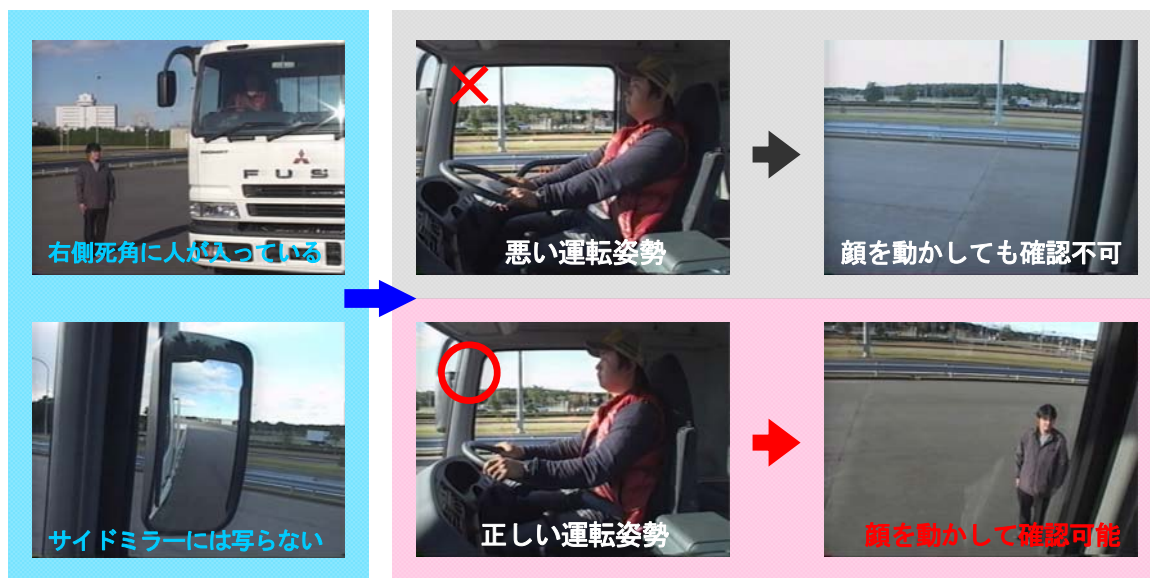 右側死角に人が入っている
サイドミラーには写らない
悪い運転姿勢
顔を動かしても確認不可
正しい運転姿勢
顔を動かして確認可能
FUS